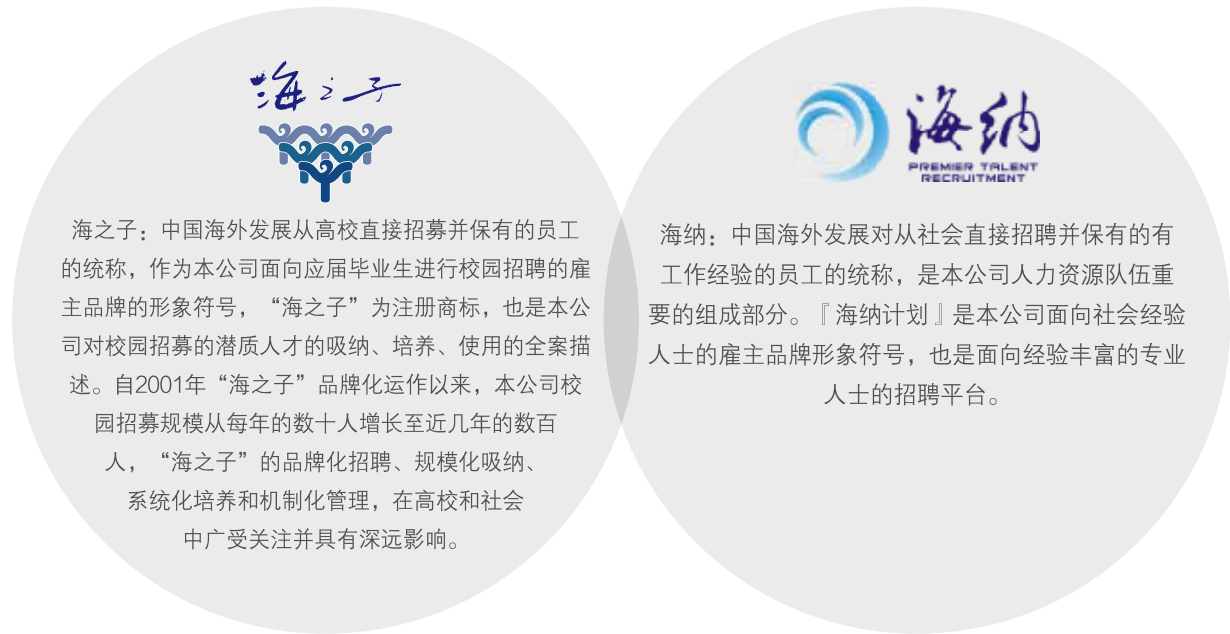 海之子
海之子：中国海外发展从高校直接招募并保有的员工
的统称，作为本公司面向应届毕业生进行校园招聘的雇
主品牌的形象符号，“海之子”为注册商标，也是本公
司对校园招募的潜质人才的吸纳、培养、使用的全案描
述。自2001年“海之子”品牌化运作以来，本公司校
园招募规模从每年的数十人增长至近几年的数百
人，“海之子”的品牌化招聘、规模化吸纳、
系统化培养和机制化管理，在高校和社会
中广受关注并具有深远影响。
海纳
PREMIER TALENT
RECRUITMENT
海纳：中国海外发展对从社会直接招聘并保有的有
工作经验的员工的统称，是本公司人力资源队伍重
要的组成部分。『海纳计划』是本公司面向社会经验
人士的雇主品牌形象符号，也是面向经验丰富的专业
人士的招聘平台。